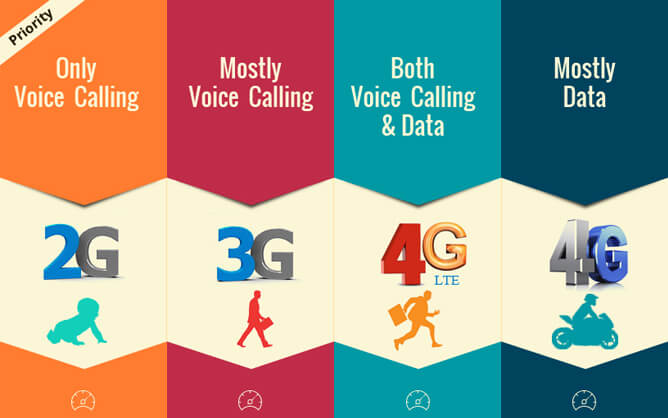 Priority
Only
Voice Calling
Mostly
Voice Calling
Both
Voice Calling
& Data
Mostly
Data
2G
3G
4G
LTE
4G